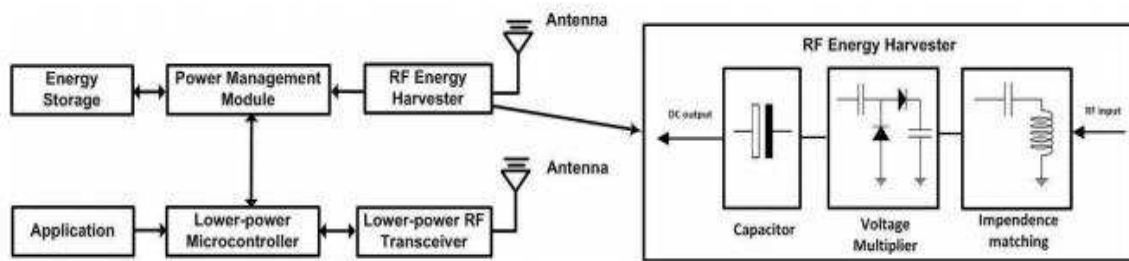 Antenna
RF Energy Harvester
Energy
Storage
Power Management
Module
RF Energy
Harvester
DC output
RF input
Antenna
Application
Lower-power
Microcontroller
Lower-power RF
Transceiver
Capacitor
Voltage
Multiplier
Impendence
matching